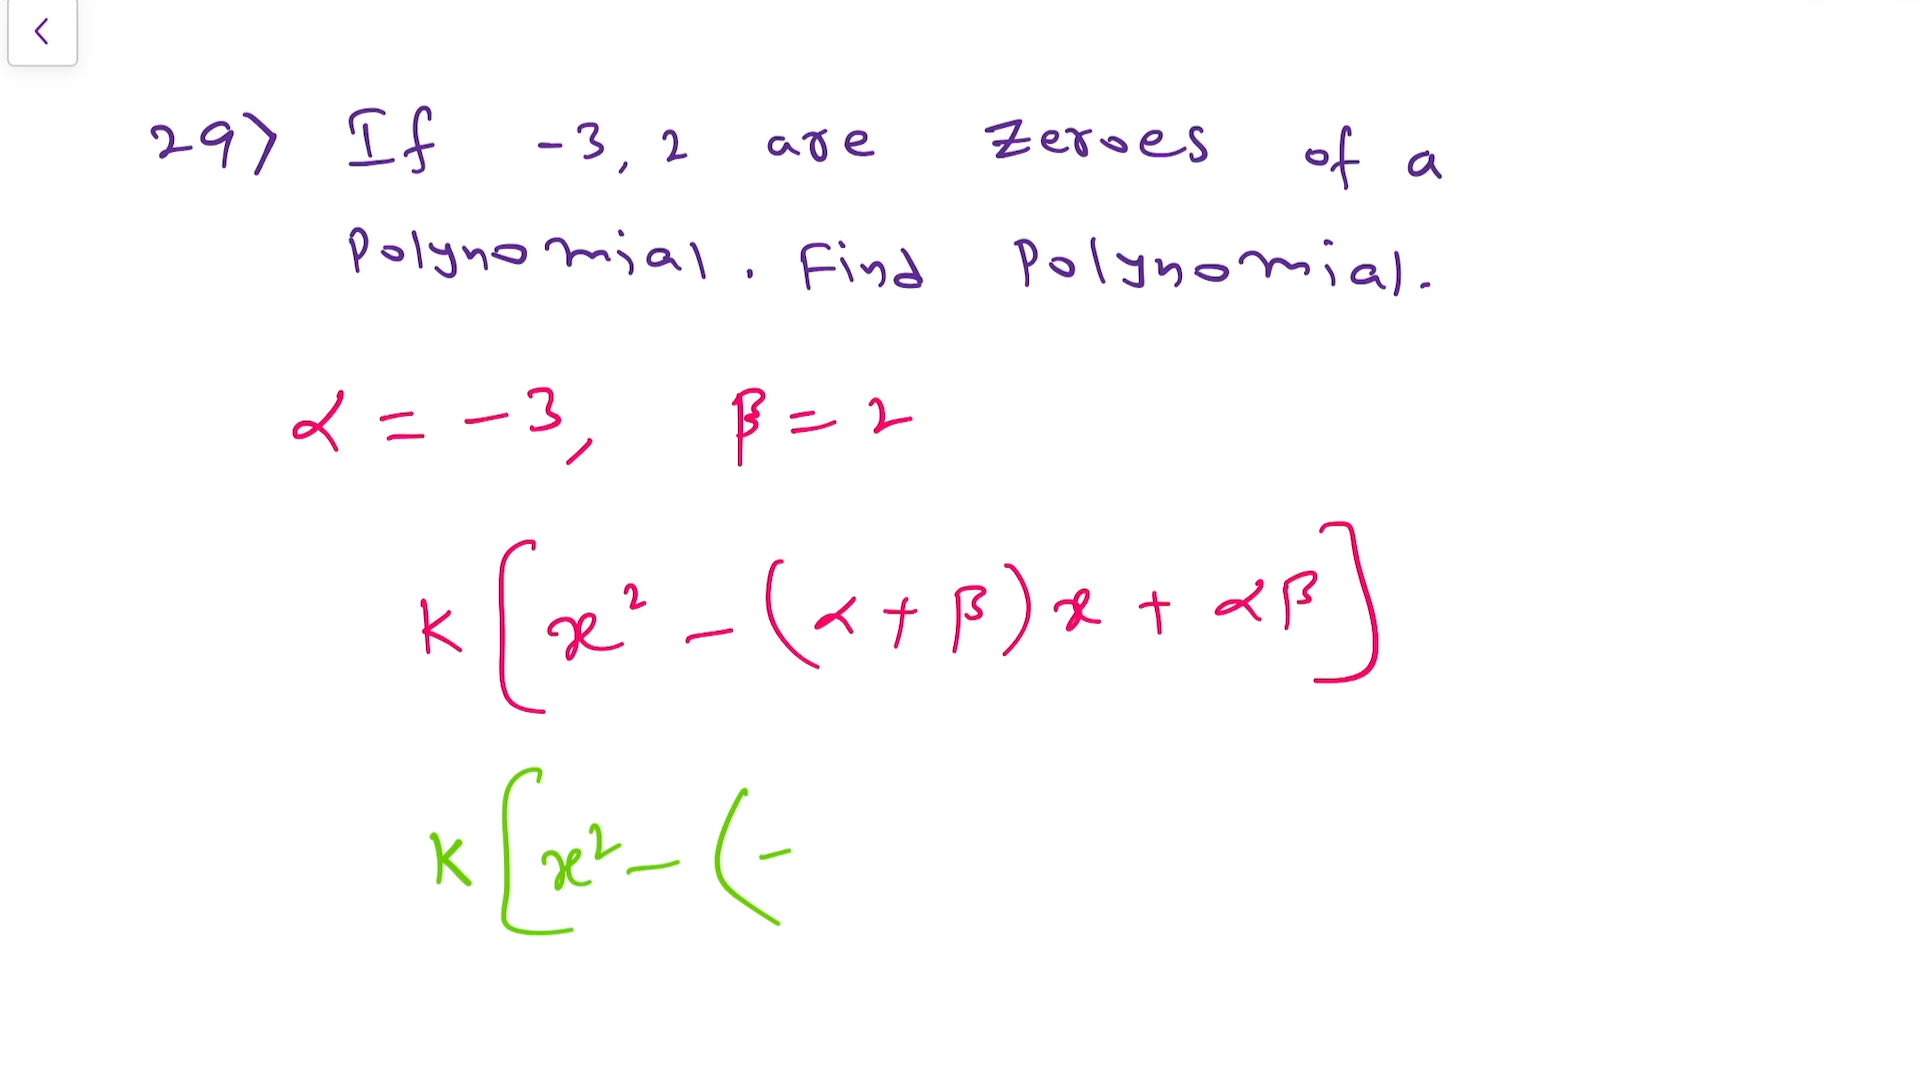 29) If -3, 2 are zeroes of a
Polynomial. Find Polynomial.
α = -3, β = 2
K[x² - (α + β)x + αβ]
K[x² - (-